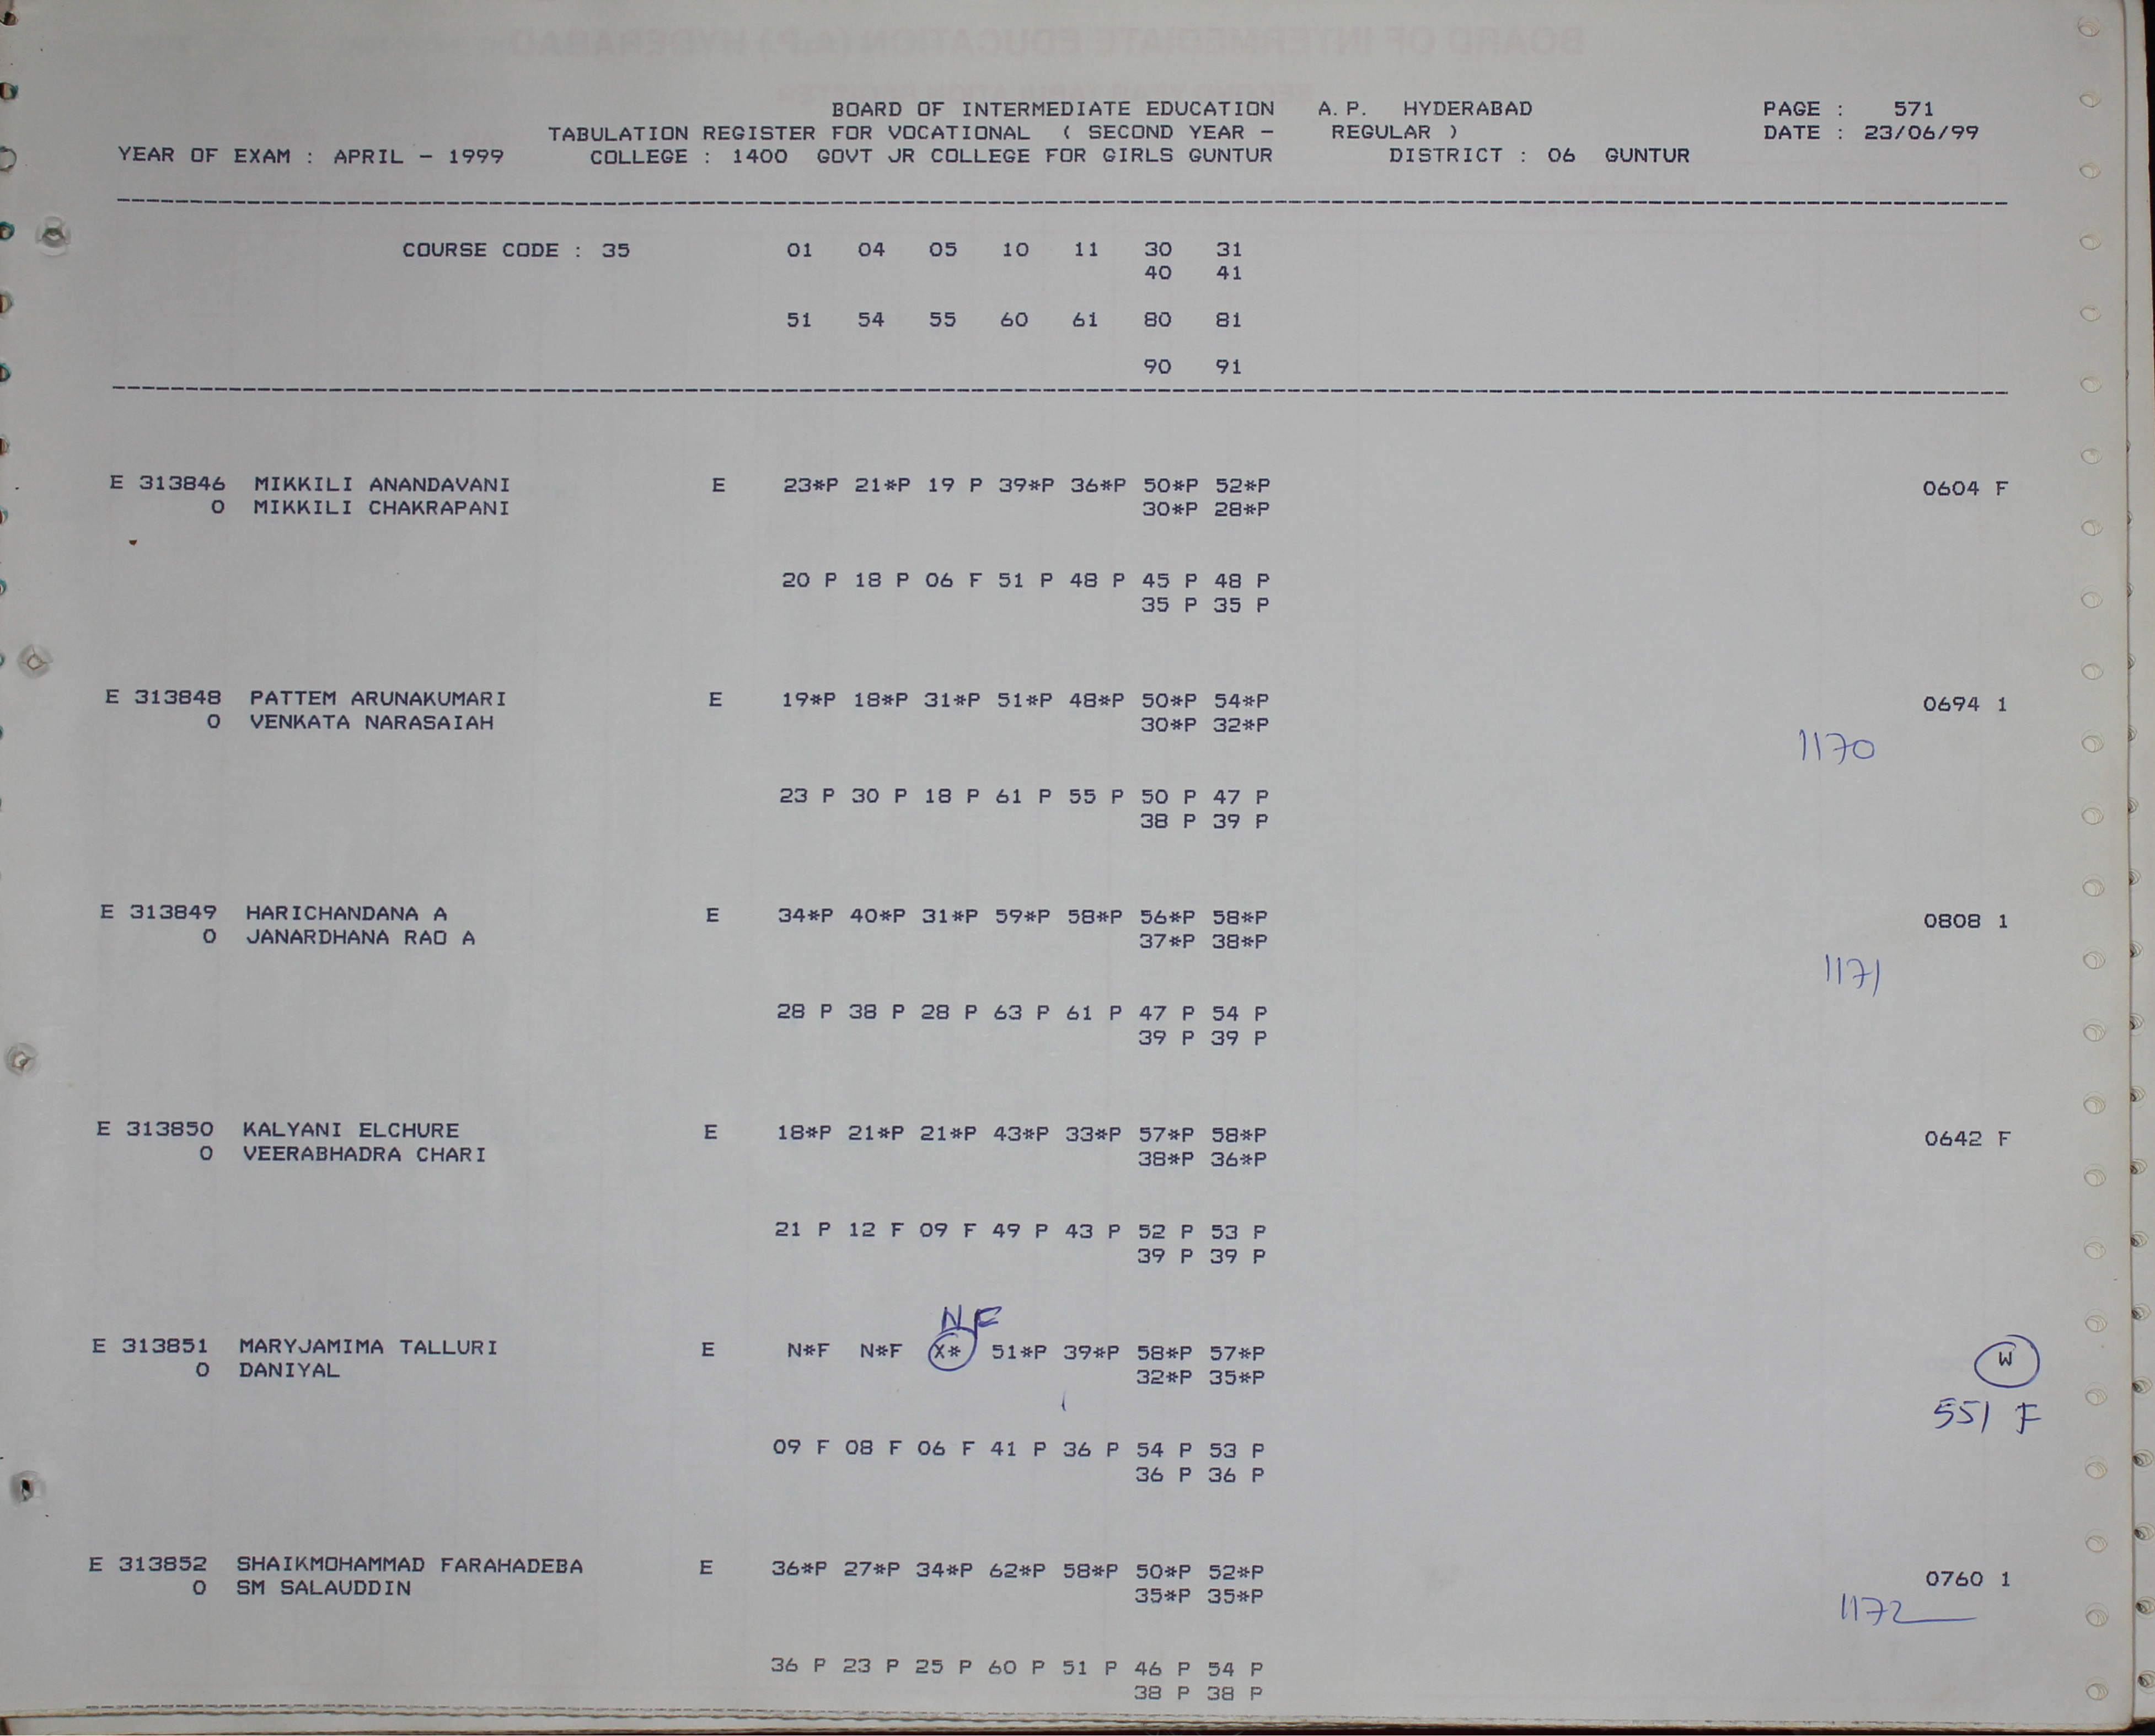 BOARD OF INTERMEDIATE EDUCATION A.P. HYDERABAD PAGE : 571
TABULATION REGISTER FOR VOCATIONAL ( SECOND YEAR - REGULAR ) DATE : 23/06/99
YEAR OF EXAM : APRIL - 1999 COLLEGE : 1400 GOVT JR COLLEGE FOR GIRLS GUNTUR DISTRICT : 06 GUNTUR
COURSE CODE : 35 01 04 05 10 11 30 31
40 41
51 54 55 60 61 80 81
90 91
E 313846 MIKKILI ANANDAVANI E 23*P 21*P 19 P 39*P 36*P 50*P 52*P 0604 F
0 MIKKILI CHAKRAPANI 30*P 28*P
20 P 18 P 06 F 51 P 48 P 45 P 48 P
35 P 35 P
E 313848 PATTEM ARUNAKUMARI E 19*P 18*P 31*P 51*P 48*P 50*P 54*P 0694 1
0 VENKATA NARASAIAH 30*P 32*P
1170
23 P 30 P 18 P 61 P 55 P 50 P 47 P
38 P 39 P
E 313849 HARICHANDANA A E 34*P 40*P 31*P 59*P 58*P 56*P 58*P 0808 1
0 JANARDHANA RAO A 37*P 38*P
1171
28 P 38 P 28 P 63 P 61 P 47 P 54 P
39 P 39 P
E 313850 KALYANI ELCHURE E 18*P 21*P 21*P 43*P 33*P 57*P 58*P 0642 F
0 VEERABHADRA CHARI 38*P 36*P
21 P 12 F 09 F 49 P 43 P 52 P 53 P
39 P 39 P
NF
E 313851 MARYJAMIMA TALLURI E N*F N*F X* 51*P 39*P 58*P 57*P W
0 DANIYAL 32*P 35*P
551 F
09 F 08 F 06 F 41 P 36 P 54 P 53 P
36 P 36 P
E 313852 SHAIKMOHAMMAD FARAHADEBA E 36*P 27*P 34*P 62*P 58*P 50*P 52*P 0760 1
0 SM SALAUDDIN 35*P 35*P
1172
36 P 23 P 25 P 60 P 51 P 46 P 54 P
38 P 38 P